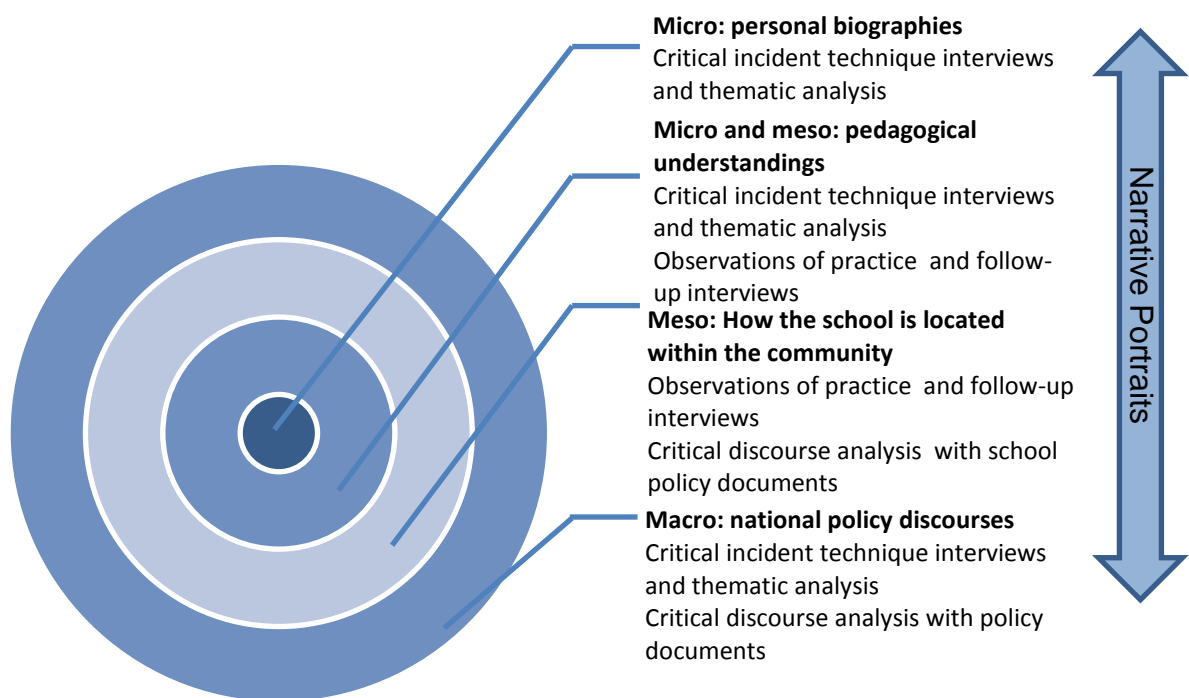 Micro: personal biographies
Critical incident technique interviews
and thematic analysis
Micro and meso: pedagogical
understandings
Critical incident technique interviews
and thematic analysis
Observations of practice and follow-
up interviews
Meso: How the school is located
within the community
Observations of practice and follow-up
interviews
Critical discourse analysis with school
policy documents
Macro: national policy discourses
Critical incident technique interviews
and thematic analysis
Critical discourse analysis with policy
documents
Narrative Portraits